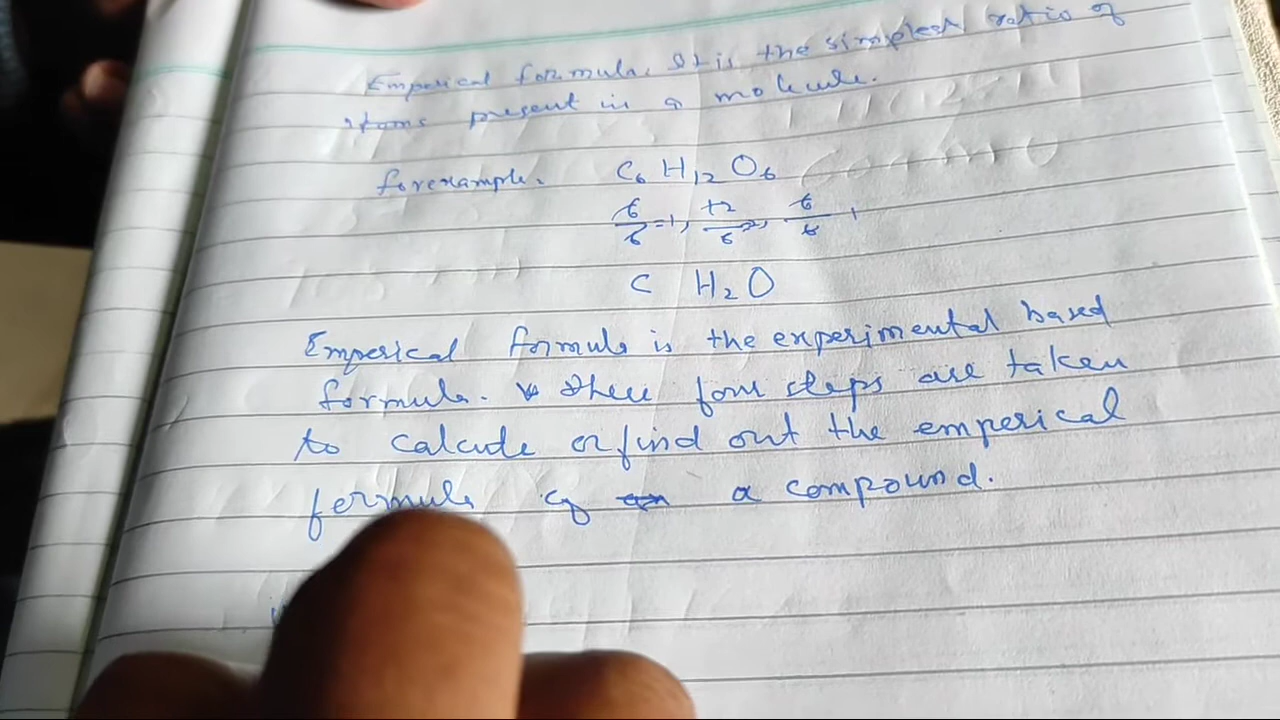 Emperical formula. It is the simplest ratio of
atoms present in a molecule.
for example. C₆ H₁₂ O₆
6/6 = 1, 12/6 = 2, 6/6 1
C H₂ O
Emperical formula is the experimental based
formula. there four steps are taken
to calcute or find out the emperical
formula of a compound.